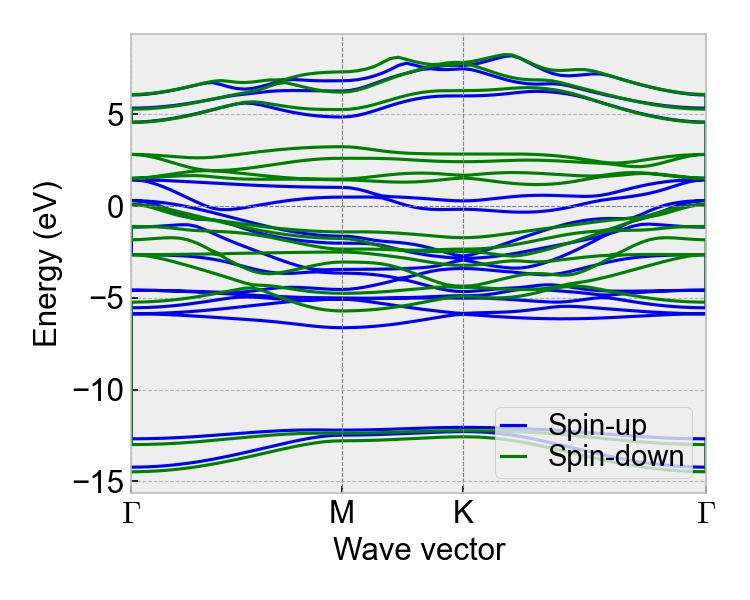 Energy (eV)
5
0
−5
−10
−15
Spin-up
Spin-down
Γ M K Γ
Wave vector